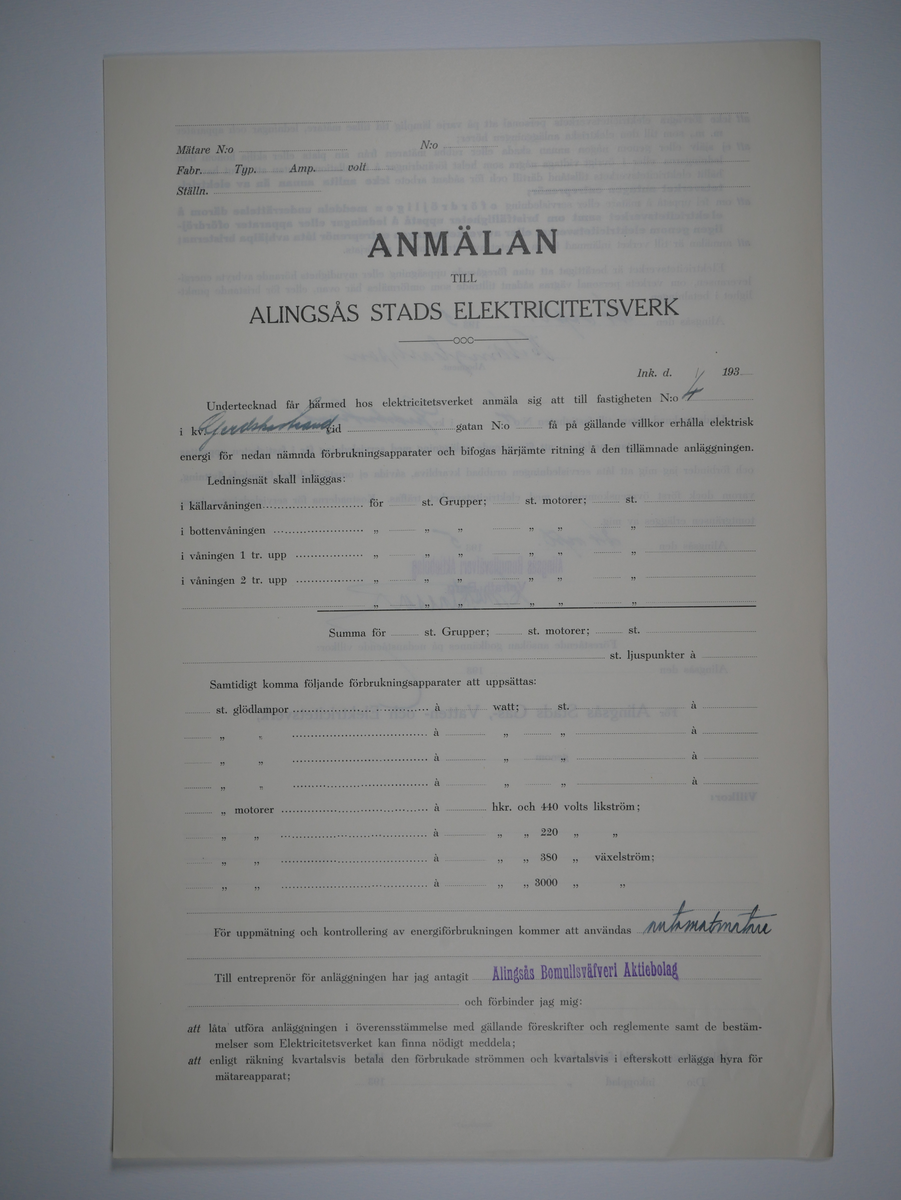 Mätare N:o N:o
Fabr. Typ. Amp. volt
Ställn.
ANMÄLAN
TILL
ALINGSÅS STADS ELEKTRICITETSVERK
Ink. d. / 193
Undertecknad får härmed hos elektricitetsverket anmäla sig att till fastigheten N:o 4
i kv. vid gatan N:o få på gällande villkor erhålla elektrisk
energi för nedan nämnda förbrukningsapparater och bifogas härjämte ritning å den tillämnade anläggningen.
Ledningsnät skall inläggas:
i källarvåningen för st. Grupper; st. motorer; st.
i bottenvåningen „ „ „ „ „ „
i våningen 1 tr. upp „ „ „ „ „ „
i våningen 2 tr. upp „ „ „ „ „ „
„ „ „ „ „ „
Summa för st. Grupper; st. motorer; st.
st. ljuspunkter à
Samtidigt komma följande förbrukningsapparater att uppsättas:
st. glödlampor à watt; st. à
„ „ à „ „ à
„ „ à „ „ à
„ „ à „ „ à
„ motorer à hkr. och 440 volts likström;
„ „ à „ „ 220 „ „
„ „ à „ „ 380 „ växelström;
„ „ à „ „ 3000 „ „
För uppmätning och kontrollering av energiförbrukningen kommer att användas
Till entreprenör för anläggningen har jag antagit Alingsås Bomullsväfveri Aktiebolag
och förbinder jag mig:
att låta utföra anläggningen i överensstämmelse med gällande föreskrifter och reglemente samt de bestäm-
melser som Elektricitetsverket kan finna nödigt meddela;
att enligt räkning kvartalsvis betala den förbrukade strömmen och kvartalsvis i efterskott erlägga hyra för
mätareapparat;